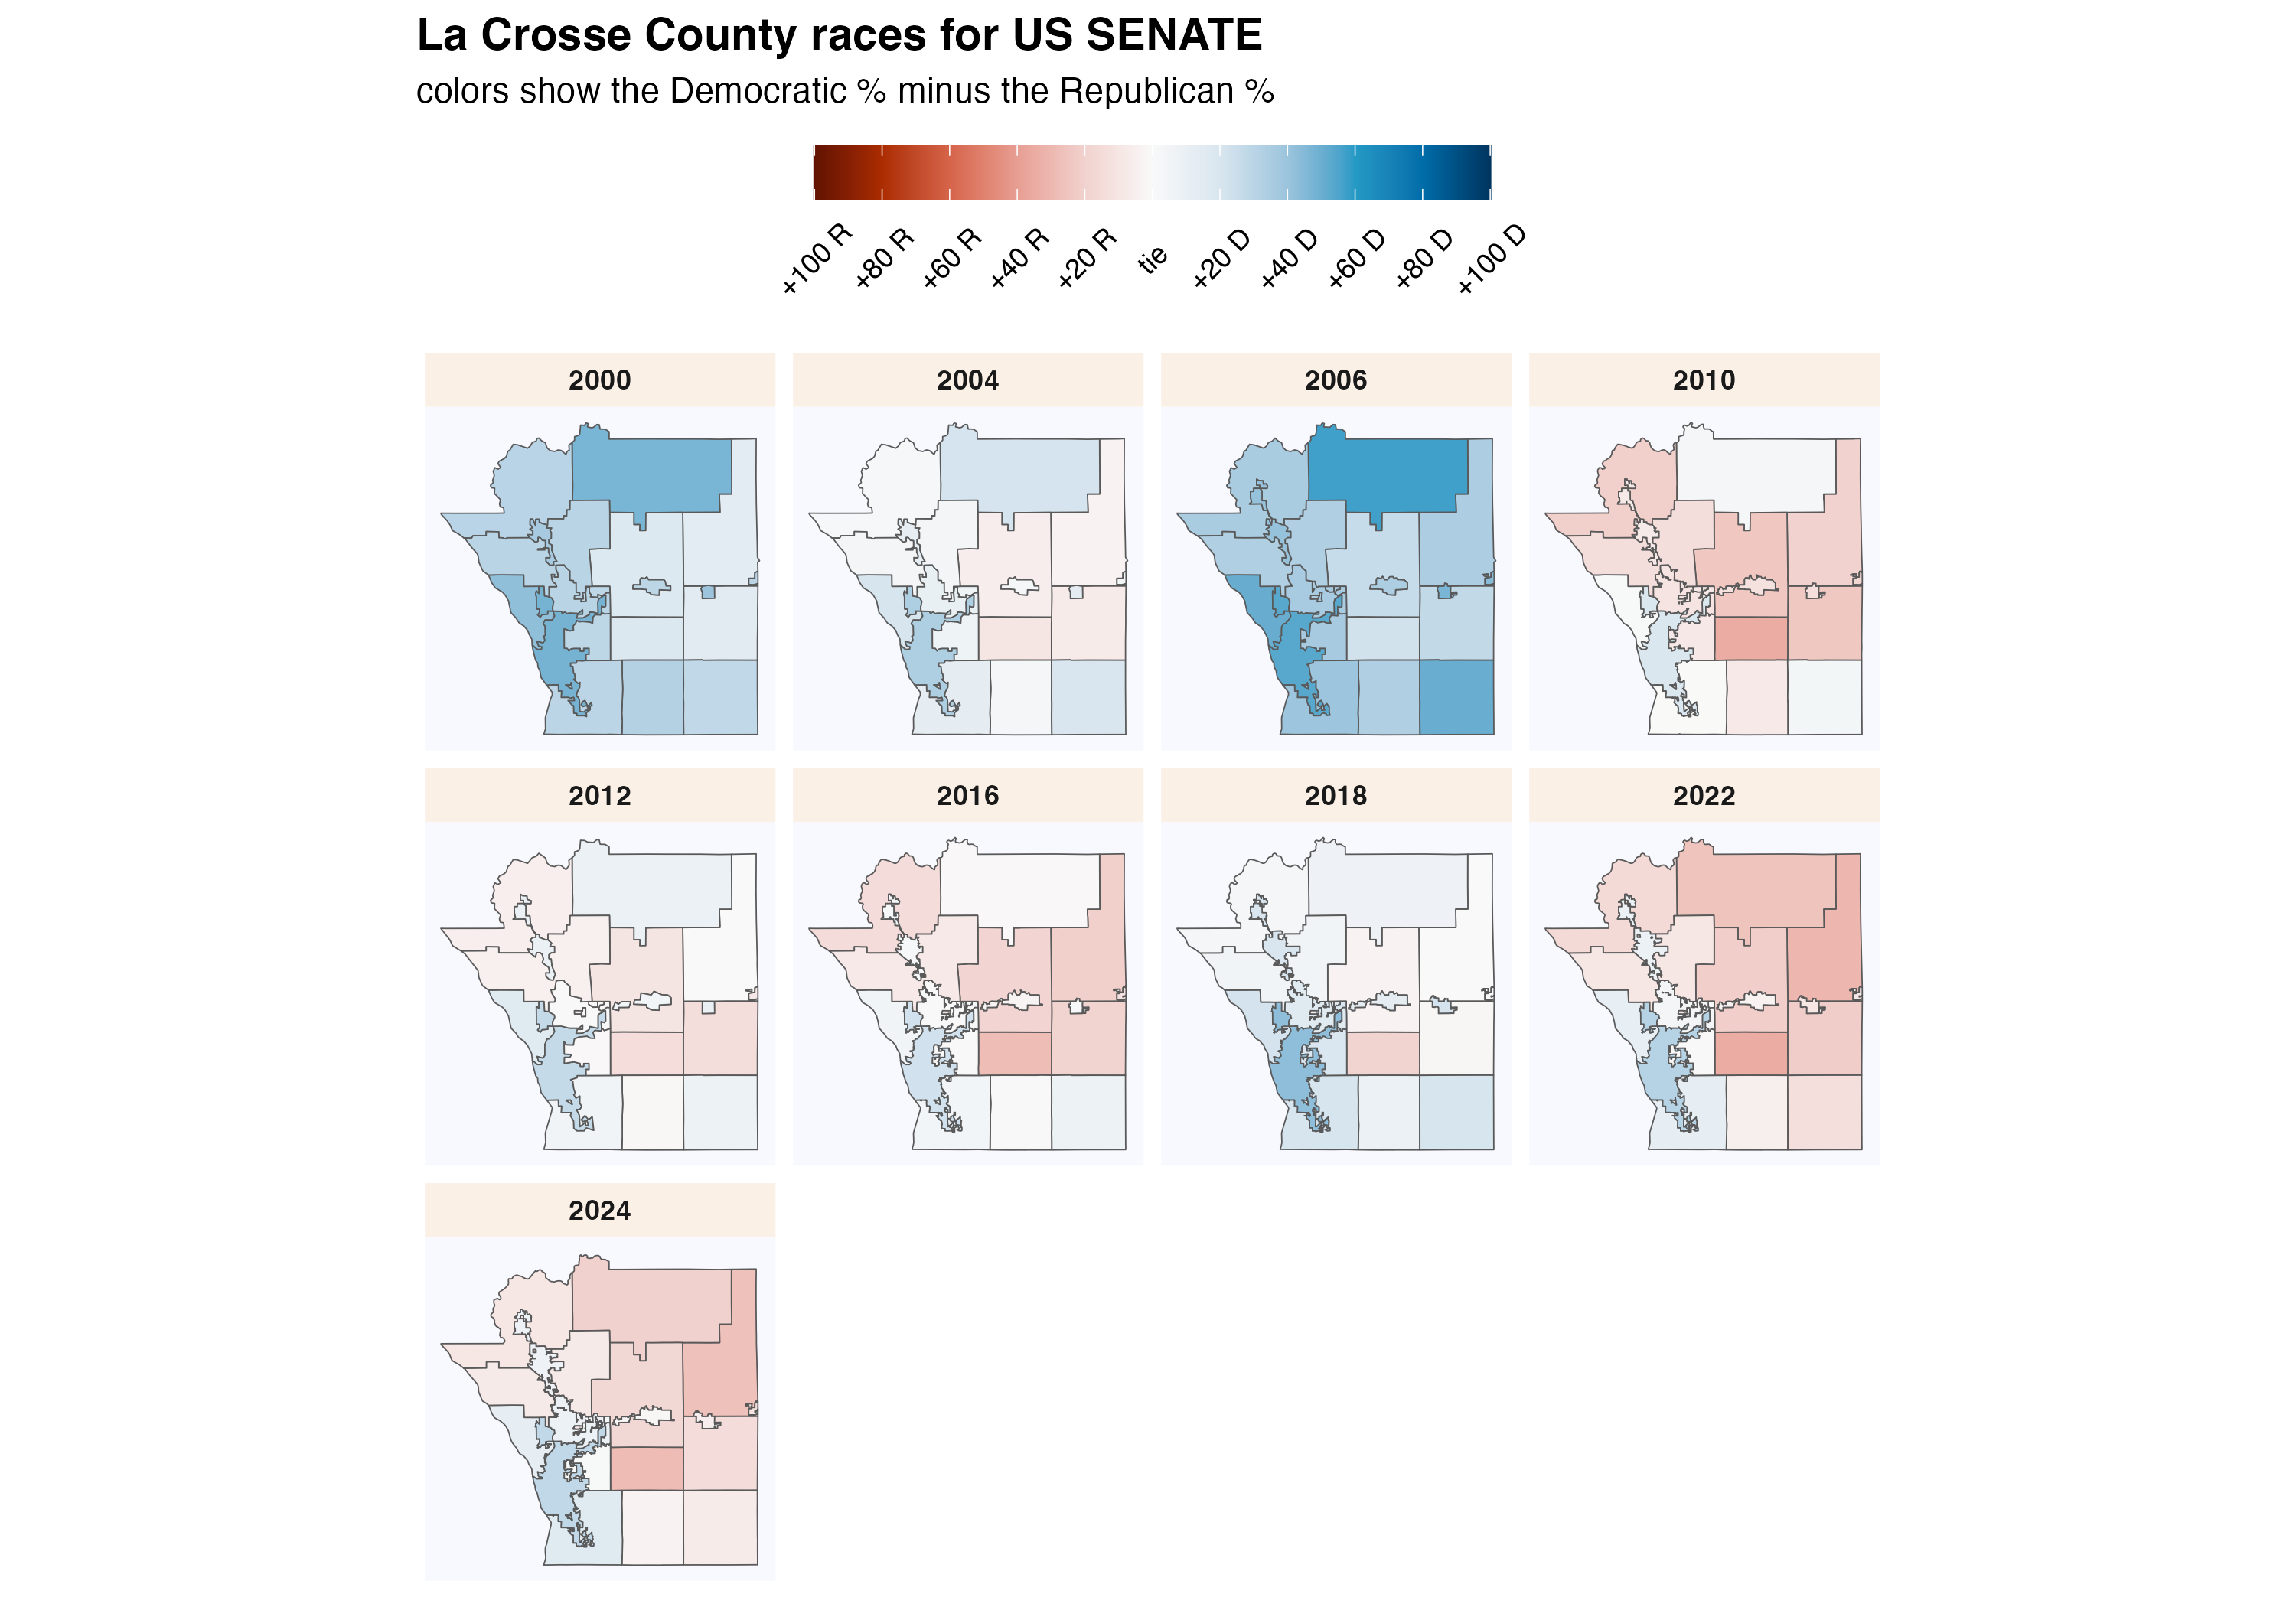 La Crosse County races for US SENATE
colors show the Democratic % minus the Republican %
+100 R
+80 R
+60 R
+40 R
+20 R
tie
+20 D
+40 D
+60 D
+80 D
+100 D
2000
2004
2006
2010
2012
2016
2018
2022
2024